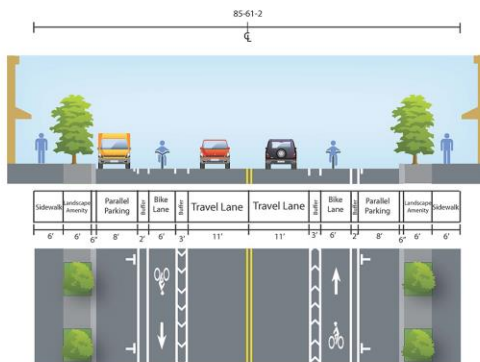 85-61-2
℄
Sidewalk
Landscape
Amenity
Parallel
Parking
Buffer
Bike
Lane
Buffer
Travel Lane
Travel Lane
Buffer
Bike
Lane
Buffer
Parallel
Parking
Landscape
Amenity
Sidewalk
6' 6' 6" 8' 2' 6' 3' 11' 11' 3' 6' 2' 8' 6" 6' 6'